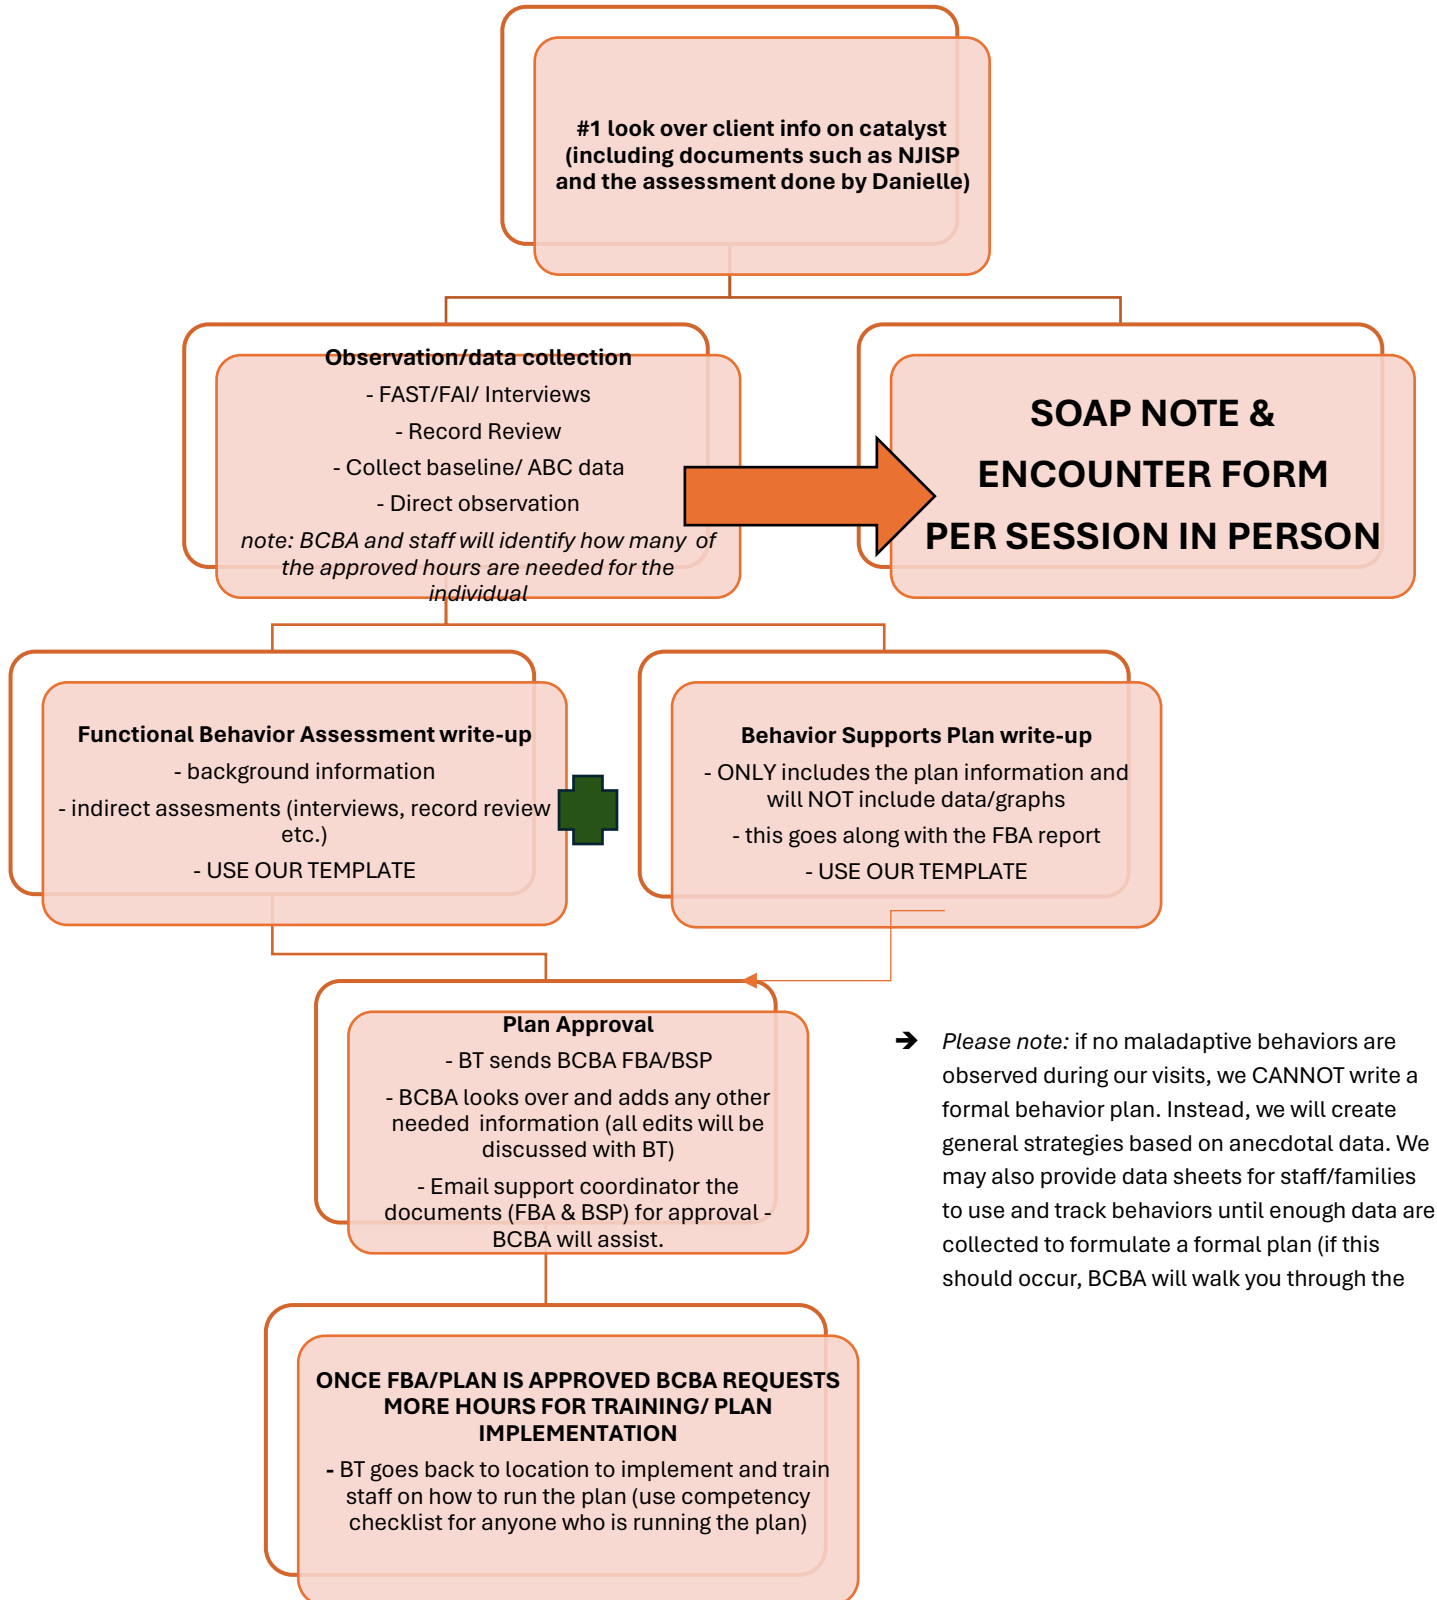 #1 look over client info on catalyst
(including documents such as NJISP
and the assessment done by Danielle)
Observation/data collection
- FAST/FAI/ Interviews
- Record Review
- Collect baseline/ ABC data
- Direct observation
note: BCBA and staff will identify how many of
the approved hours are needed for the
individual
SOAP NOTE &
ENCOUNTER FORM
PER SESSION IN PERSON
Functional Behavior Assessment write-up
- background information
- indirect assesments (interviews, record review
etc.)
- USE OUR TEMPLATE
Behavior Supports Plan write-up
- ONLY includes the plan information and
will NOT include data/graphs
- this goes along with the FBA report
- USE OUR TEMPLATE
Plan Approval
- BT sends BCBA FBA/BSP
- BCBA looks over and adds any other
needed information (all edits will be
discussed with BT)
- Email support coordinator the
documents (FBA & BSP) for approval -
BCBA will assist.
➔ Please note: if no maladaptive behaviors are
observed during our visits, we CANNOT write a
formal behavior plan. Instead, we will create
general strategies based on anecdotal data. We
may also provide data sheets for staff/families
to use and track behaviors until enough data are
collected to formulate a formal plan (if this
should occur, BCBA will walk you through the
ONCE FBA/PLAN IS APPROVED BCBA REQUESTS
MORE HOURS FOR TRAINING/ PLAN
IMPLEMENTATION
- BT goes back to location to implement and train
staff on how to run the plan (use competency
checklist for anyone who is running the plan)